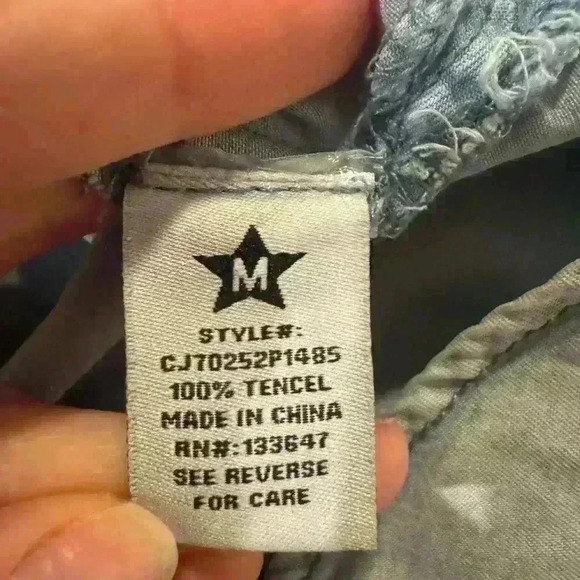 M
STYLE#:
CJ70252P1485
100% TENCEL
MADE IN CHINA
RN#:133647
SEE REVERSE
FOR CARE